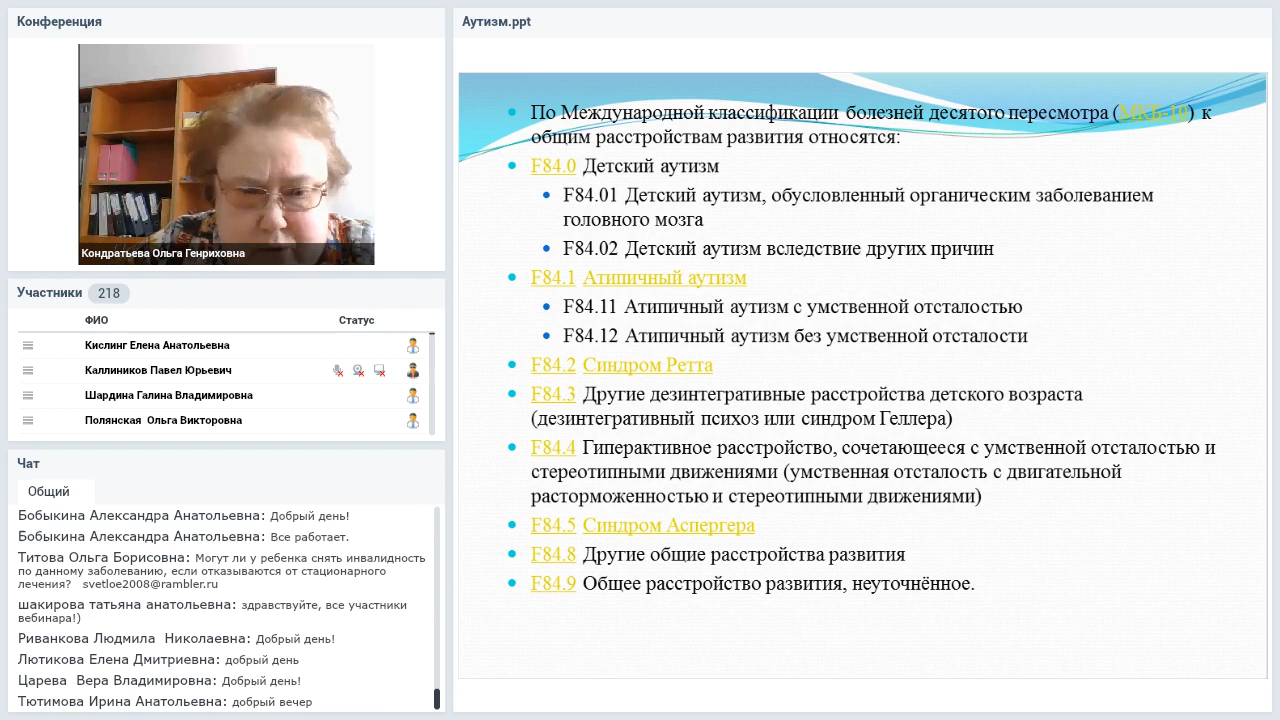 Конференция
Кондратьева Ольга Генриховна
Участники 218
ФИО Статус
Кислинг Елена Анатольевна
Каллиников Павел Юрьевич
Шардина Галина Владимировна
Полянская Ольга Викторовна
Чат
Общий
Бобыкина Александра Анатольевна: Добрый день!
Бобыкина Александра Анатольевна: Все работает.
Титова Ольга Борисовна: Могут ли у ребенка снять инвалидность
по данному заболеванию, если отказываются от стационарного
лечения? svetloe2008@rambler.ru
шакирова татьяна анатольевна: здравствуйте, все участники
вебинара!)
Риванкова Людмила Николаевна: Добрый день!
Лютикова Елена Дмитриевна: добрый день
Царева Вера Владимировна: Добрый день!
Тютимова Ирина Анатольевна: добрый вечер
Аутизм.ppt
По Международной классификации болезней десятого пересмотра (МКБ-10) к
общим расстройствам развития относятся:
F84.0 Детский аутизм
F84.01 Детский аутизм, обусловленный органическим заболеванием
головного мозга
F84.02 Детский аутизм вследствие других причин
F84.1 Атипичный аутизм
F84.11 Атипичный аутизм с умственной отсталостью
F84.12 Атипичный аутизм без умственной отсталости
F84.2 Синдром Ретта
F84.3 Другие дезинтегративные расстройства детского возраста
(дезинтегративный психоз или синдром Геллера)
F84.4 Гиперактивное расстройство, сочетающееся с умственной отсталостью и
стереотипными движениями (умственная отсталость с двигательной
расторможенностью и стереотипными движениями)
F84.5 Синдром Аспергера
F84.8 Другие общие расстройства развития
F84.9 Общее расстройство развития, неуточнённое.